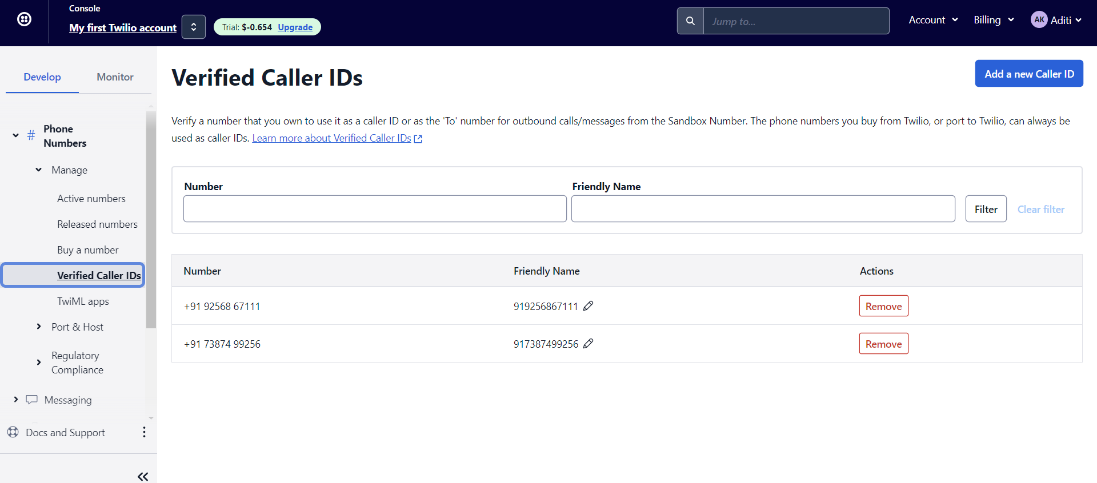 Console
My first Twilio account
Trial: $-0.654 Upgrade
Jump to...
Account
Billing
AK Aditi
Develop
Monitor
# Phone Numbers
Manage
Active numbers
Released numbers
Buy a number
Verified Caller IDs
TwiML apps
Port & Host
Regulatory
Compliance
Messaging
Docs and Support
Verified Caller IDs
Add a new Caller ID
Verify a number that you own to use it as a caller ID or as the 'To' number for outbound calls/messages from the Sandbox Number. The phone numbers you buy from Twilio, or port to Twilio, can always be
used as caller IDs. Learn more about Verified Caller IDs
Number Friendly Name
Filter Clear filter
Number Friendly Name Actions
+91 92568 67111 919256867111 Remove
+91 73874 99256 917387499256 Remove